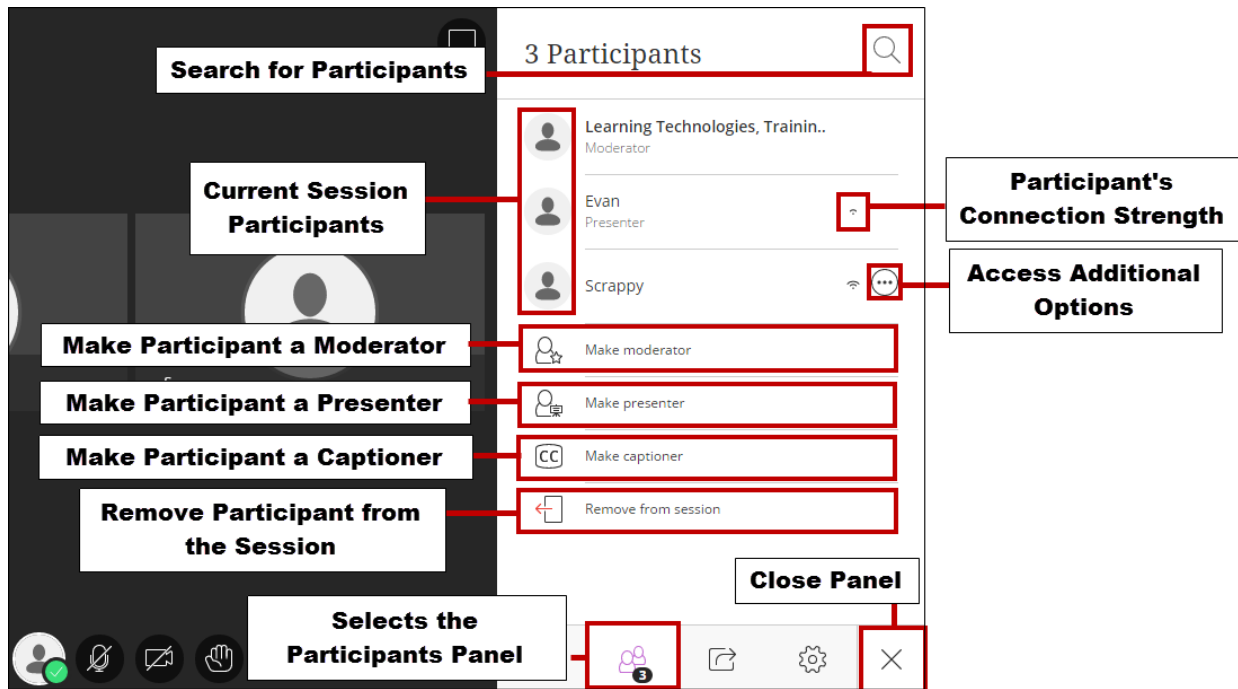 3 Participants
Search for Participants
Learning Technologies, Trainin..
Moderator
Current Session
Participants
Evan
Presenter
Participant's
Connection Strength
Scrappy
Access Additional
Options
Make Participant a Moderator
Make moderator
Make Participant a Presenter
Make presenter
Make Participant a Captioner
CC
Make captioner
Remove Participant from
the Session
Remove from session
Close Panel
Selects the
Participants Panel
3